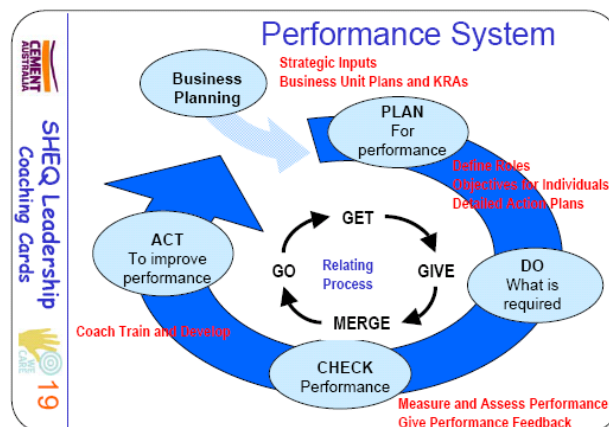 Performance System
CEMENT
AUSTRALIA
SHEQ Leadership
Coaching Cards
WE
CARE
19
Business
Planning
Strategic Inputs
Business Unit Plans and KRAs
PLAN
For
performance
Define Roles
Objectives for Individuals
Detailed Action Plans
DO
What is
required
Measure and Assess Performance
Give Performance Feedback
CHECK
Performance
Coach Train and Develop
ACT
To improve
performance
GET
GIVE
MERGE
GO
Relating
Process